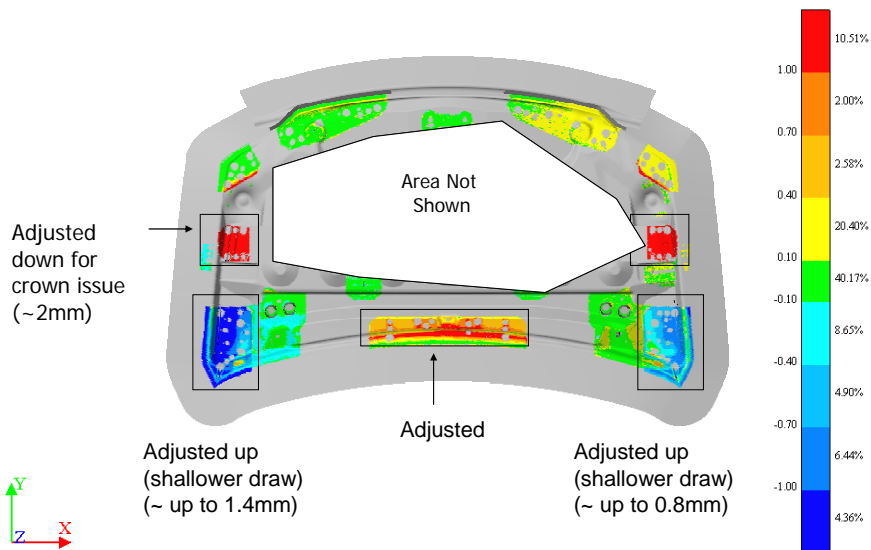 10.51%
1.00
2.00%
0.70
2.58%
0.40
20.40%
0.10
40.17%
-0.10
8.65%
-0.40
4.90%
-0.70
6.44%
-1.00
4.36%
Area Not
Shown
Adjusted
down for
crown issue
(~2mm)
Adjusted up
(shallower draw)
(~ up to 1.4mm)
Adjusted
Adjusted up
(shallower draw)
(~ up to 0.8mm)
Y
Z
X